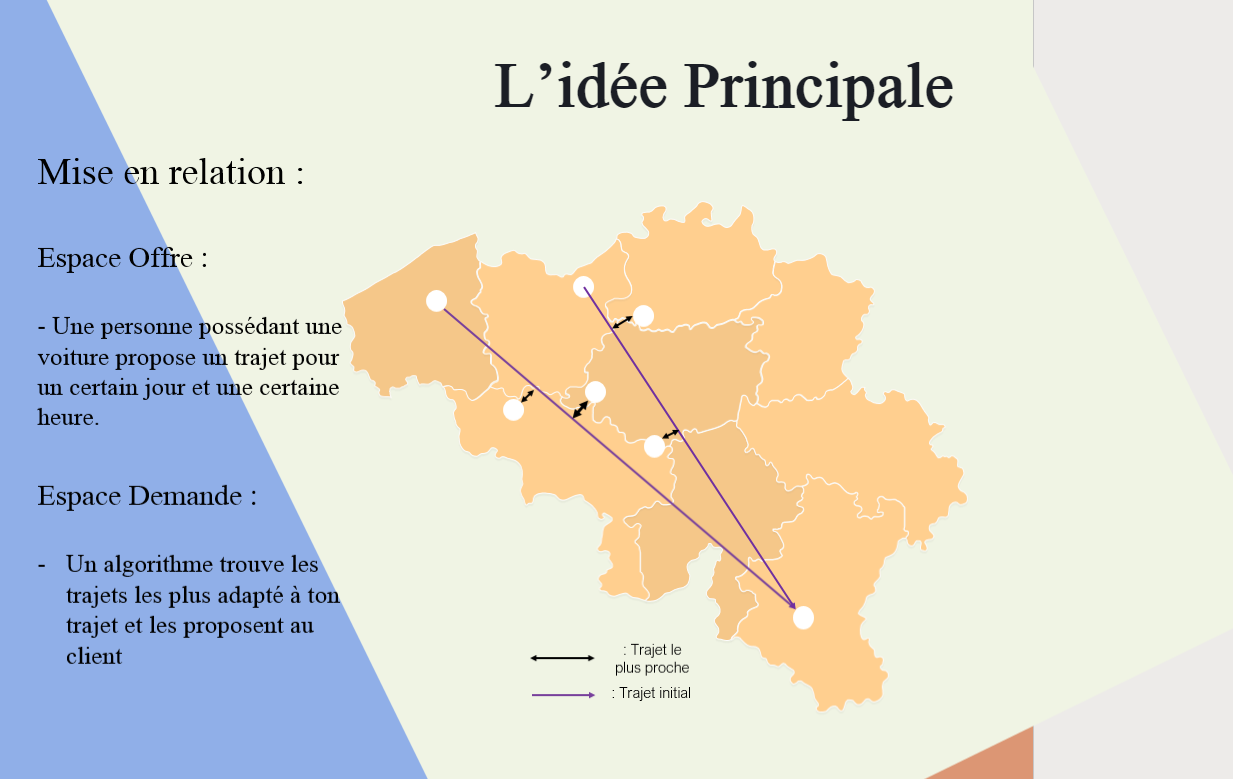 L’idée Principale
Mise en relation :
Espace Offre :
- Une personne possédant une
voiture propose un trajet pour
un certain jour et une certaine
heure.
Espace Demande :
- Un algorithme trouve les
trajets les plus adapté à ton
trajet et les proposent au
client
: Trajet le
plus proche
: Trajet initial